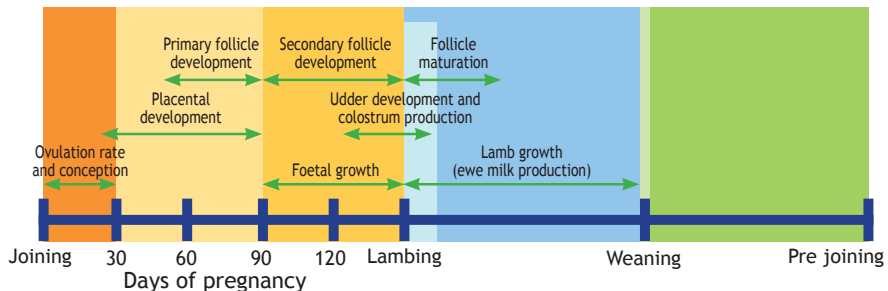 Primary follicle
development
Secondary follicle
development
Follicle
maturation
Placental
development
Udder development and
colostrum production
Ovulation rate
and conception
Foetal growth
Lamb growth
(ewe milk production)
Joining 30 60 90 120 Lambing Weaning Pre joining
Days of pregnancy